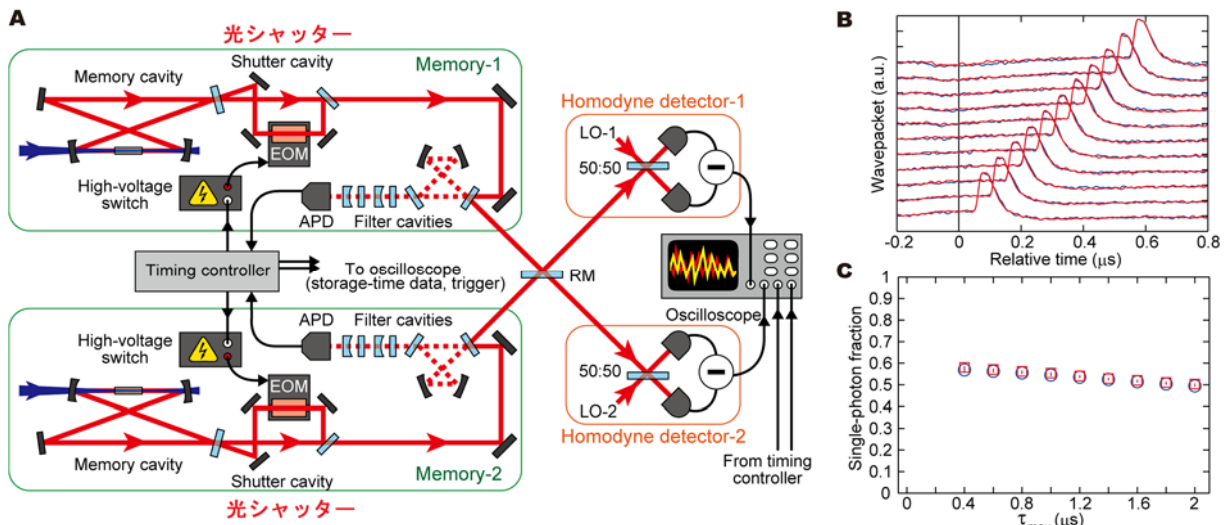 A
光シャッター
Shutter cavity
Memory-1
Memory cavity
EOM
High-voltage
switch
APD
Filter cavities
Timing controller
To oscilloscope
(storage-time data, trigger)
RM
High-voltage
switch
APD
Filter cavities
EOM
Memory cavity
Shutter cavity
Memory-2
光シャッター
Homodyne detector-1
LO-1
50:50
Oscilloscope
50:50
LO-2
Homodyne detector-2
From timing
controller
B
Wavepacket (a.u.)
-0.2 0 0.2 0.4 0.6 0.8
Relative time (μs)
C
Single-photon fraction
1
0.9
0.8
0.7
0.6
0.5
0.4
0.3
0.2
0.1
0
0 0.4 0.8 1.2 1.6 2
τmax (μs)